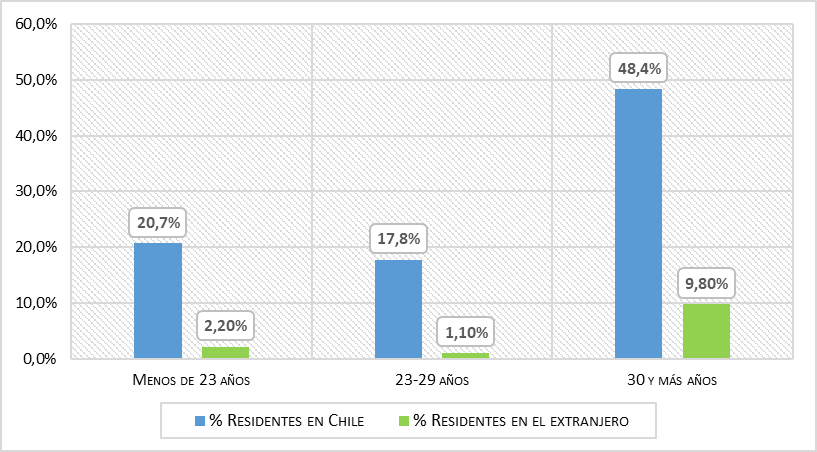 60,0%
50,0%
40,0%
30,0%
20,0%
10,0%
0,0%
20,7%
2,20%
17,8%
1,10%
48,4%
9,80%
Menos de 23 años
23-29 años
30 y más años
% Residentes en Chile
% Residentes en el extranjero